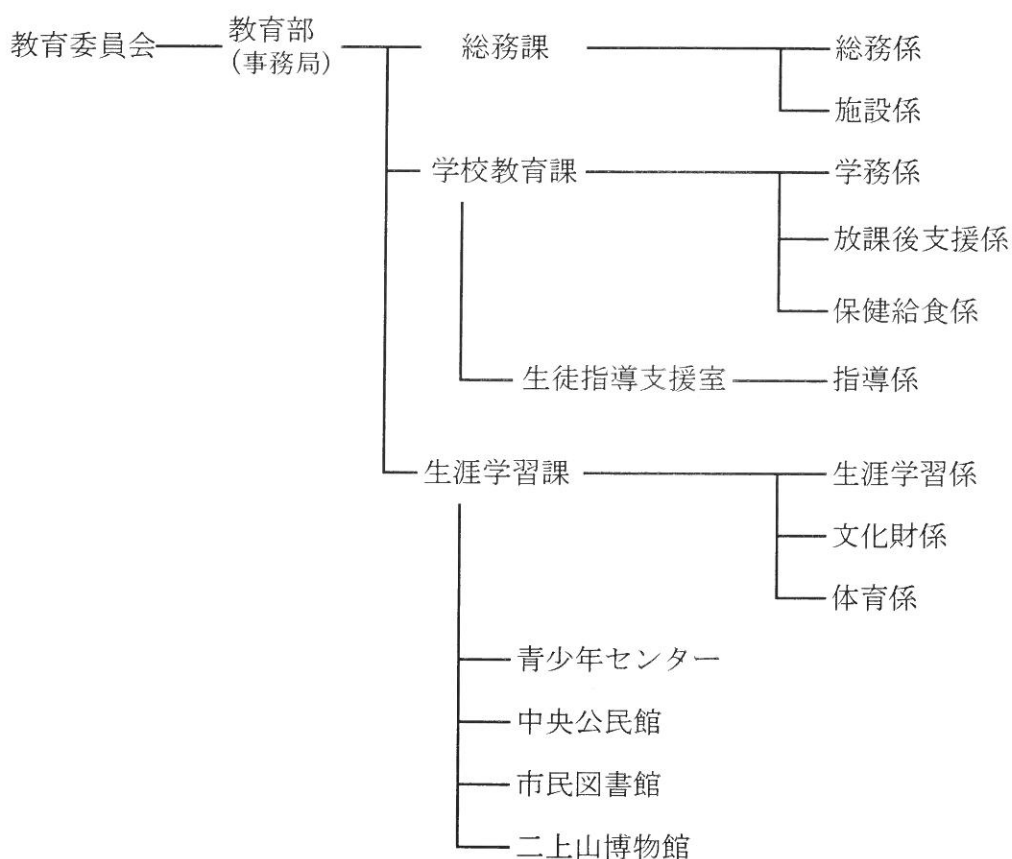 教育委員会
教育部
(事務局)
総務課
総務係
施設係
学校教育課
学務係
放課後支援係
保健給食係
生徒指導支援室
指導係
生涯学習課
生涯学習係
文化財係
体育係
青少年センター
中央公民館
市民図書館
二上山博物館